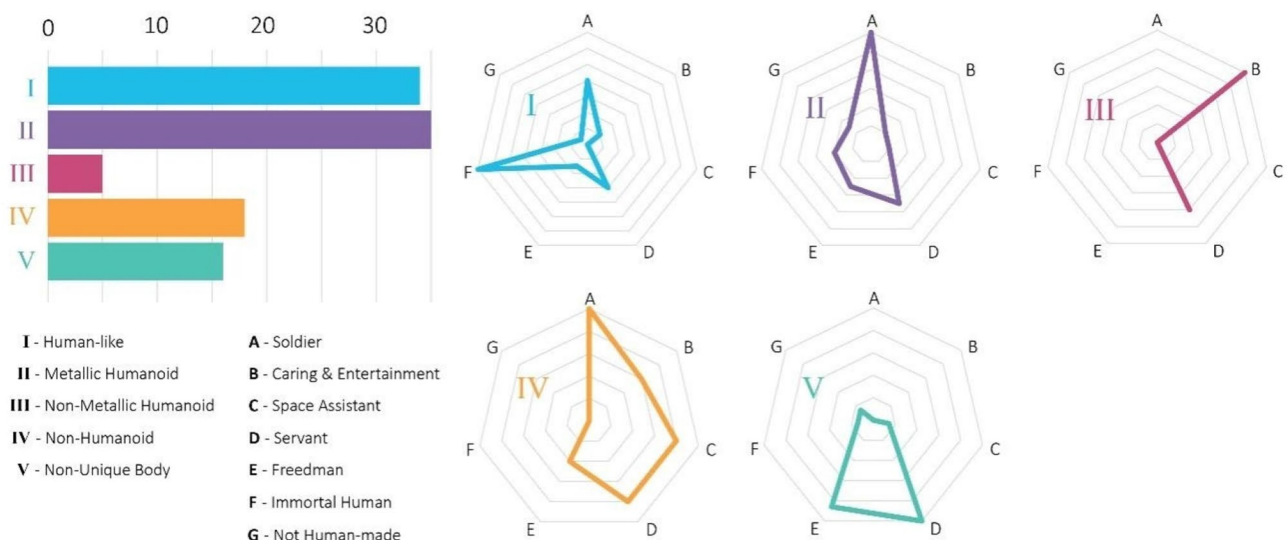 0 10 20 30
I
II
III
IV
V
A
B
C
D
E
F
G
I
A
B
C
D
E
F
G
II
A
B
C
D
E
F
G
III
A
B
C
D
E
F
G
IV
A
B
C
D
E
F
G
V
I - Human-like
II - Metallic Humanoid
III - Non-Metallic Humanoid
IV - Non-Humanoid
V - Non-Unique Body
A - Soldier
B - Caring & Entertainment
C - Space Assistant
D - Servant
E - Freedman
F - Immortal Human
G - Not Human-made